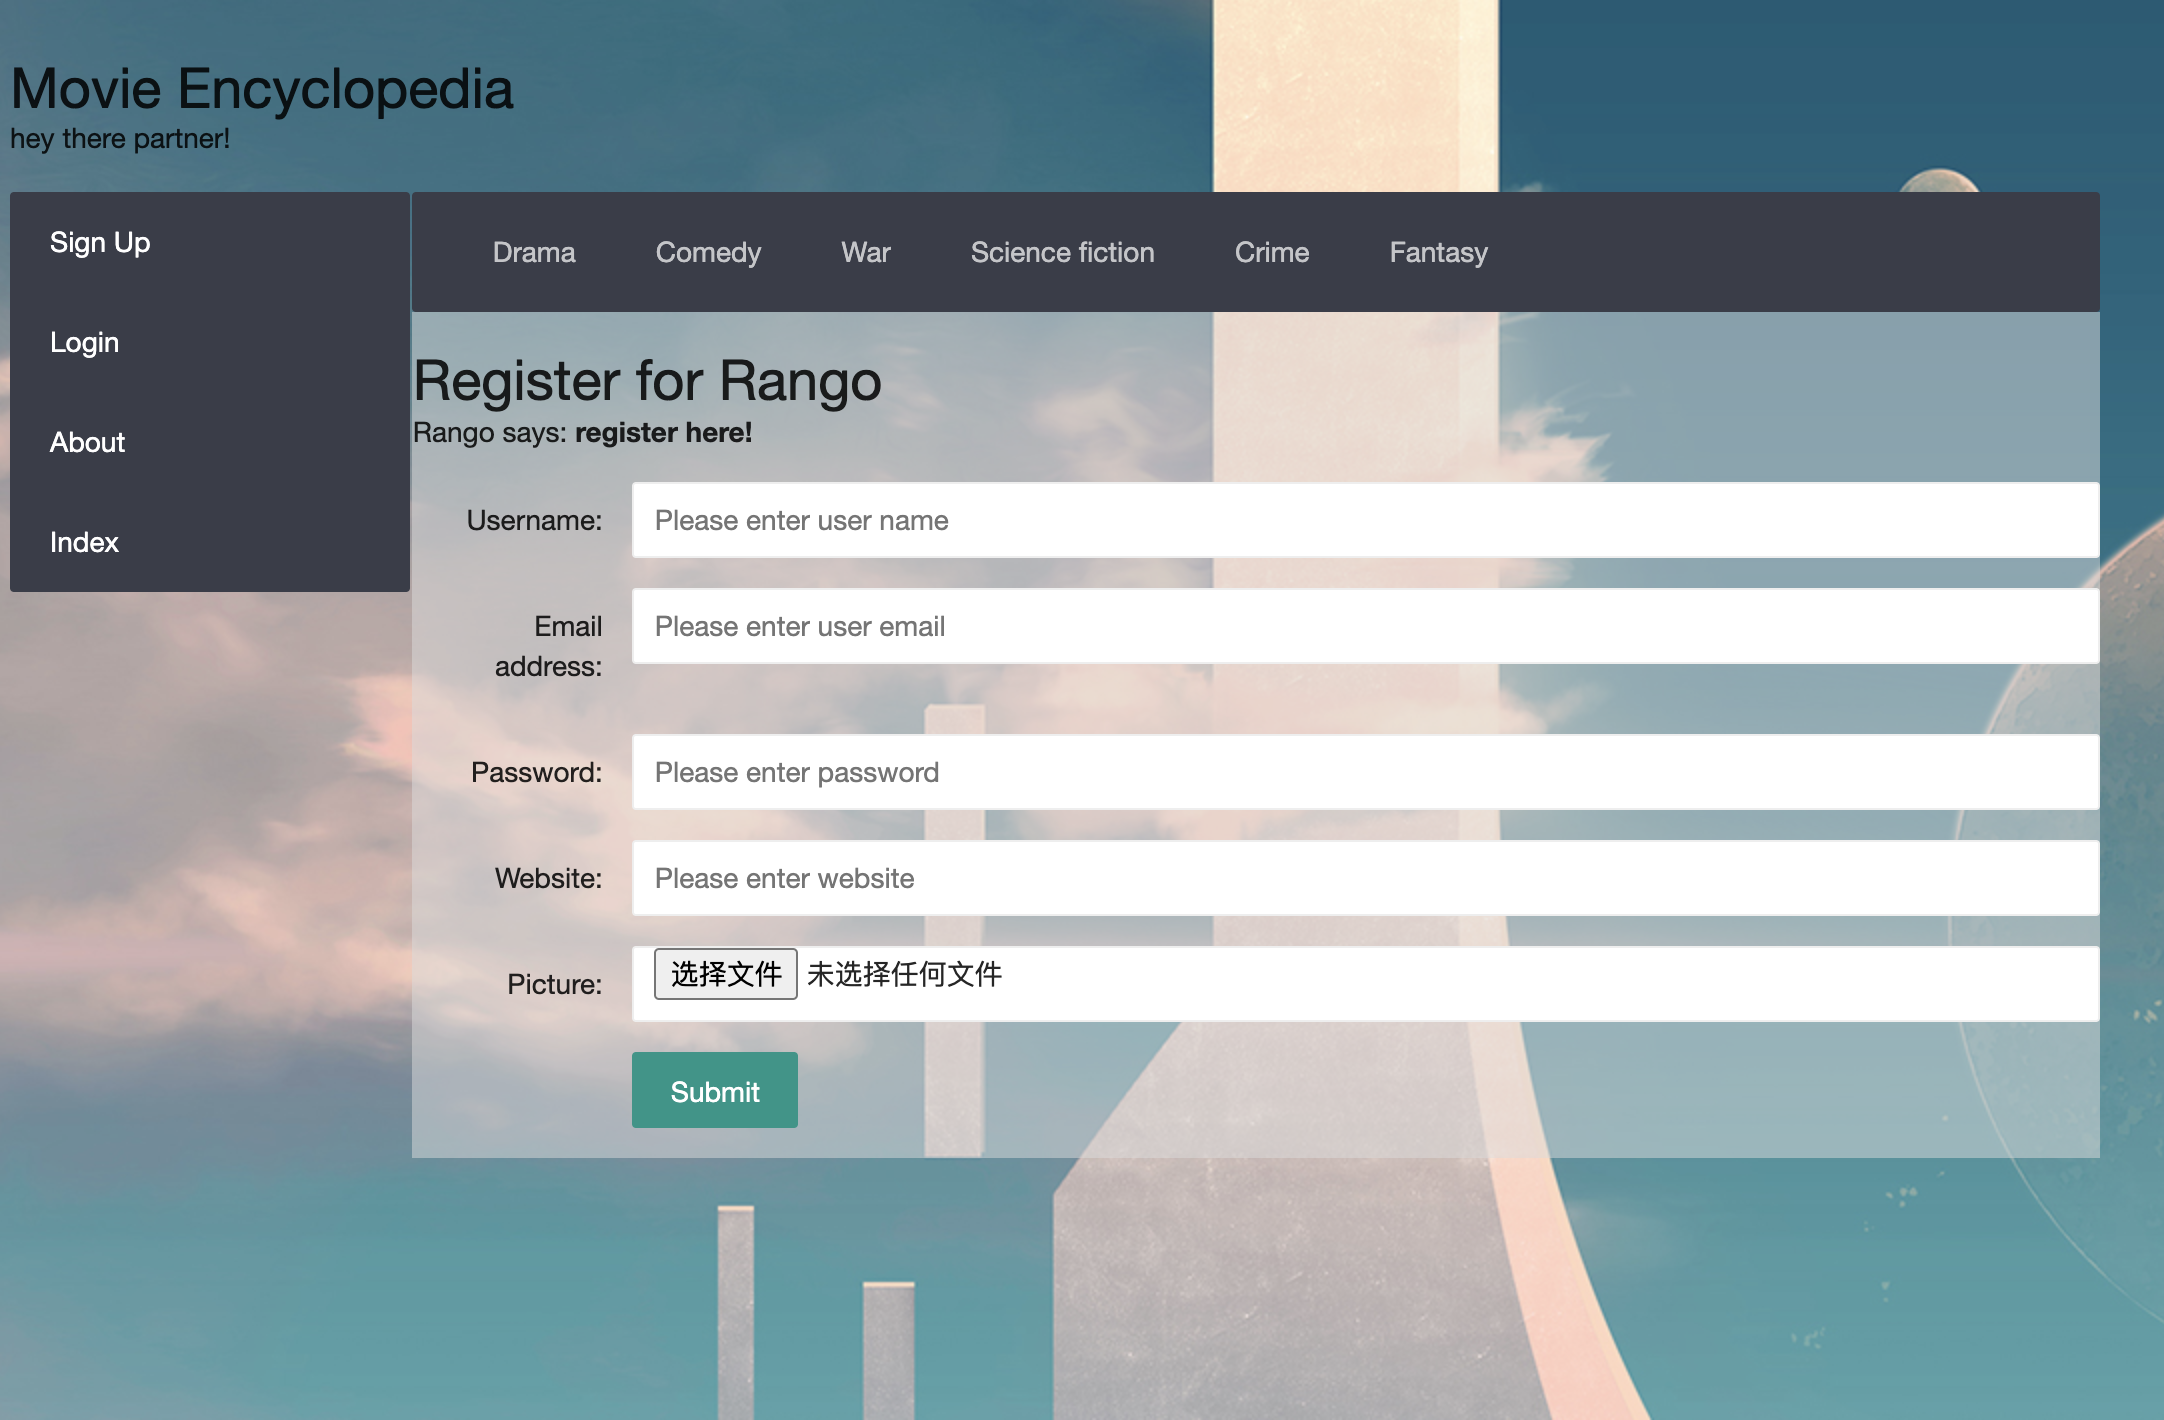 Movie Encyclopedia
hey there partner!
Sign Up
Login
About
Index
Drama Comedy War Science fiction Crime Fantasy
Register for Rango
Rango says: register here!
Username: Please enter user name
Email address: Please enter user email
Password: Please enter password
Website: Please enter website
Picture: 选择文件 未选择任何文件
Submit